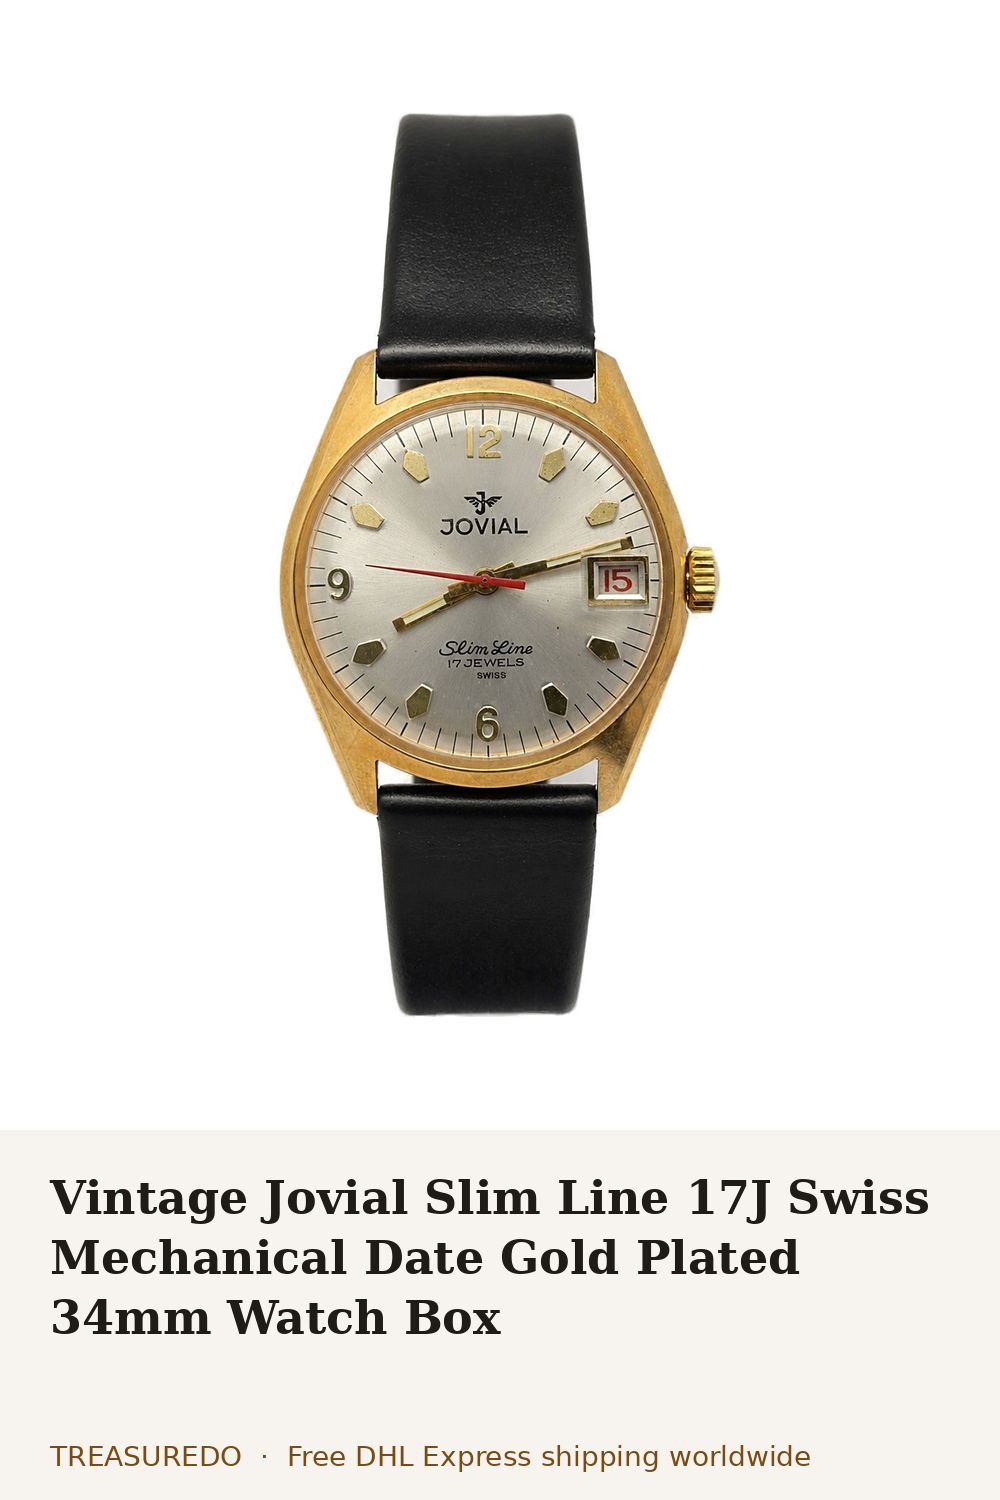 12
JOVIAL
9
15
Slim Line
17 JEWELS
SWISS
6
Vintage Jovial Slim Line 17J Swiss
Mechanical Date Gold Plated
34mm Watch Box
TREASUREDO · Free DHL Express shipping worldwide